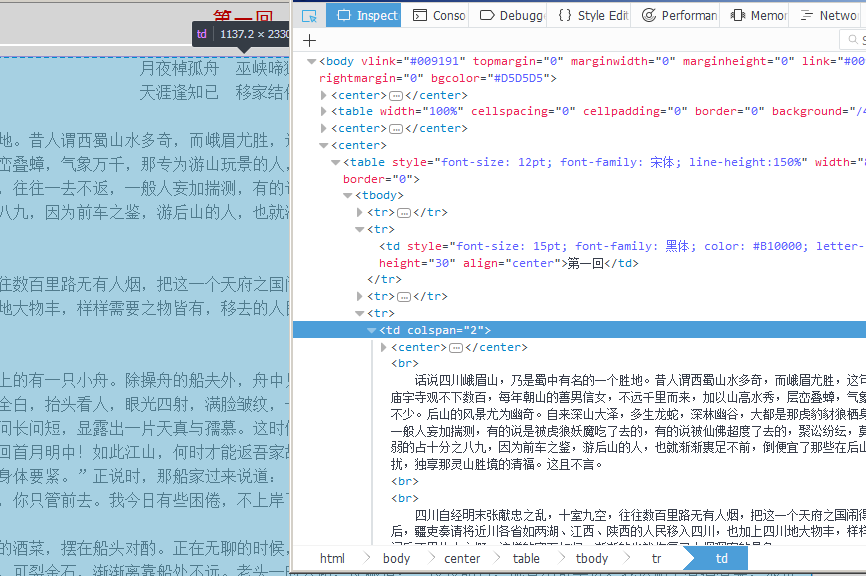 第一回
td 1137.2 × 2330
月夜棹孤舟 巫峡啼猿
天涯逢知己 移家结伴
地。昔人谓西蜀山水多奇，而峨眉尤胜，
峦叠蟑，气象万千，那专为游山玩景的人，
，往往一去不返，一般人妄加揣测，有的说
八九，因为前车之鉴，游后山的人，也就渐
往数百里路无有人烟，把这一个天府之国闹
地大物丰，样样需要之物皆有，移去的人民
上的有一只小舟。除操舟的船夫外，舟中只
全白，抬头看人，眼光四射，满脸皱纹，
问长问短，显露出一片天真与孺慕。这时
回首月明中！如此江山，何时才能返吾家故
身体要紧。”正说时，那船家过来说道：
，你只管前去。我今日有些困倦，不上岸了
的酒菜，摆在船头对酌。正在无聊的时候，
，可裂金石，渐渐离靠船处不远。老头一
Inspect
Conso
Debugg
{} Style Edit
Performan
Memor
Netwo
+
S
<body vlink="#009191" topmargin="0" marginwidth="0" marginheight="0" link="#00
rightmargin="0" bgcolor="#D5D5D5">
<center></center>
<table width="100%" cellspacing="0" cellpadding="0" border="0" background="/4
<center></center>
<center>
<table style="font-size: 12pt; font-family: 宋体; line-height:150%" width="8
border="0">
<tbody>
<tr></tr>
<tr>
<td style="font-size: 15pt; font-family: 黑体; color: #B10000; letter-
height="30" align="center">第一回</td>
</tr>
<tr></tr>
<tr>
<td colspan="2">
<center></center>
<br>
话说四川峨眉山，乃是蜀中有名的一个胜地。昔人谓西蜀山水多奇，而峨眉尤胜，这句
庙宇寺观不下数百，每年朝山的善男信女，不远千里而来，加以山高水秀，层峦叠蟑，气象
不少。后山的风景尤为幽奇。自来深山大泽，多生龙蛇，深林幽谷，大都是那虎豹豺狼栖身
一般人妄加揣测，有的说是被虎狼妖魔吃了去的，有的说被仙佛超度了去的，聚讼纷纭，莫
弱的占十分之八九，因为前车之鉴，游后山的人，也就渐渐裹足不前，倒便宜了那些在后山
扰，独享那灵山胜境的清福。这且不言。
<br>
<br>
四川自经明末张献忠之乱，十室九空，往往数百里路无有人烟，把这一个天府之国闹得
后，疆吏奏请将近川各省如两湖、江西、陕西的人民移入四川，也加上四川地大物丰，样样
html
body
center
table
tbody
tr
td